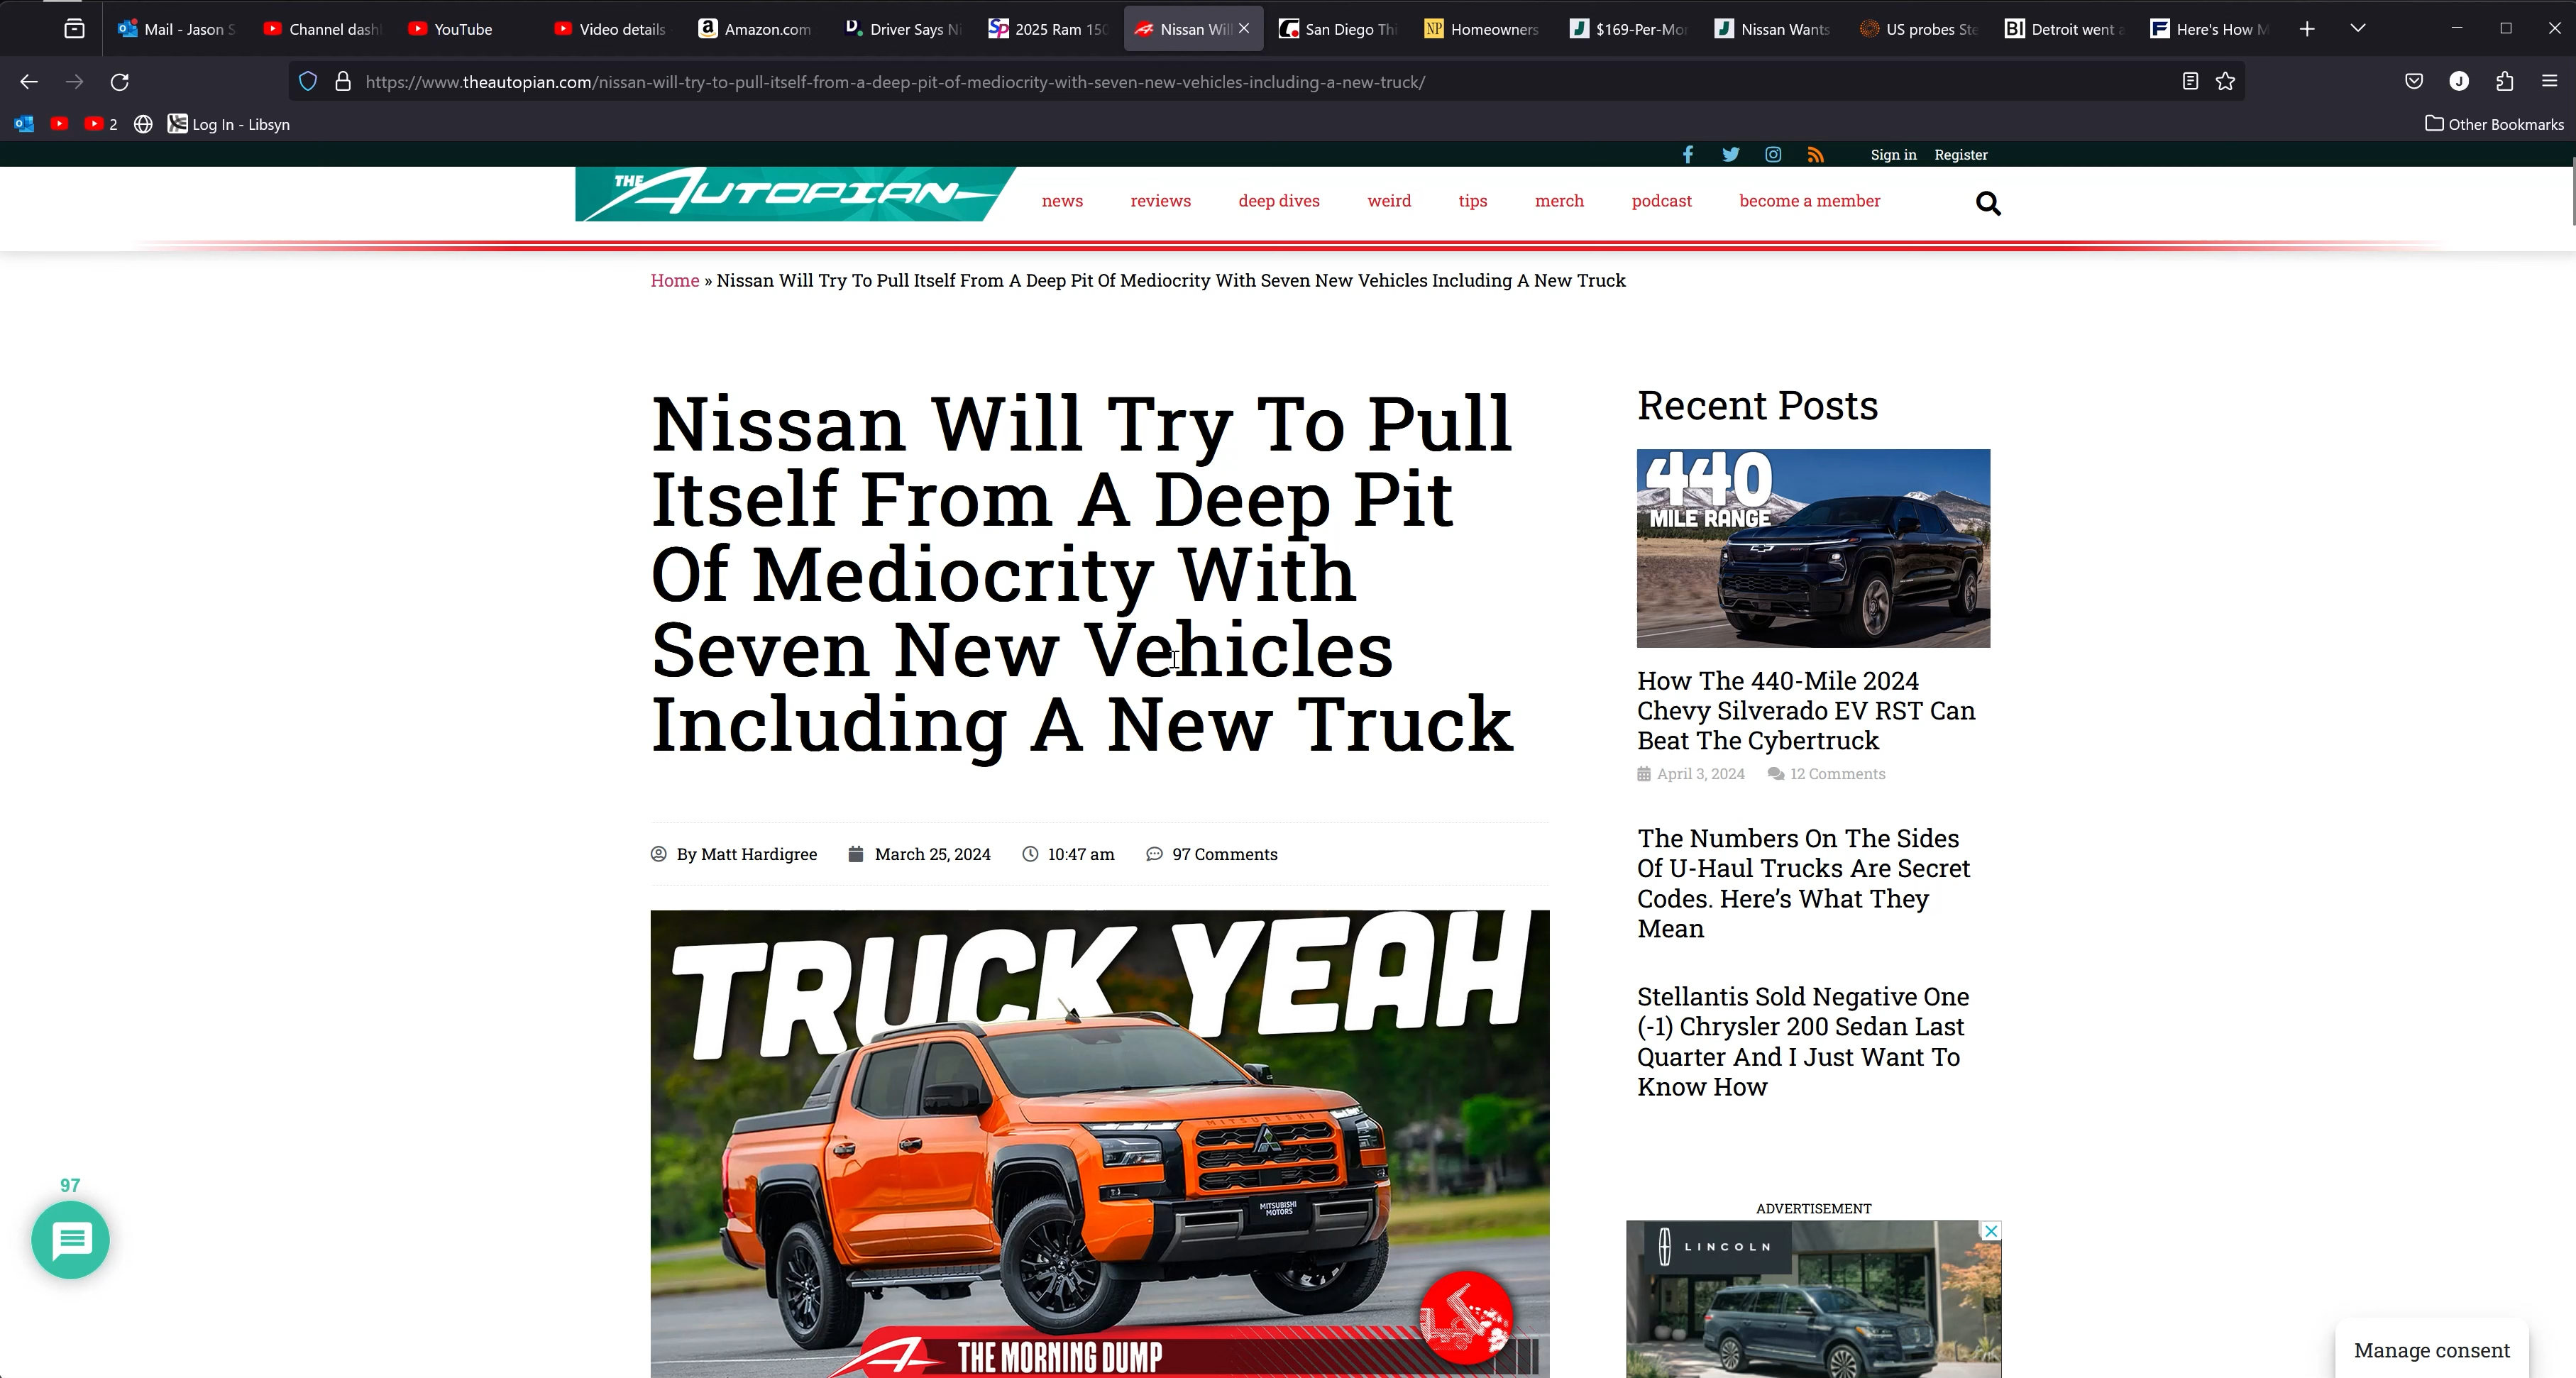 Mail - Jason S
Channel dash
YouTube
Video details
Amazon.com
Driver Says Ni
2025 Ram 150
Nissan Will
San Diego Thi
Homeowners
$169-Per-Mor
Nissan Wants
US probes Ste
Detroit went a
Here's How M
https://www.theautopian.com/nissan-will-try-to-pull-itself-from-a-deep-pit-of-mediocrity-with-seven-new-vehicles-including-a-new-truck/
J
2
Log In - Libsyn
Other Bookmarks
Sign in Register
THE AUTOPIAN
news reviews deep dives weird tips merch podcast become a member
Home » Nissan Will Try To Pull Itself From A Deep Pit Of Mediocrity With Seven New Vehicles Including A New Truck
Nissan Will Try To Pull
Itself From A Deep Pit
Of Mediocrity With
Seven New Vehicles
Including A New Truck
By Matt Hardigree March 25, 2024 10:47 am 97 Comments
TRUCK YEAH
MITSUBISHI
MITSUBISHI
MOTORS
THE MORNING DUMP
97
Recent Posts
440
MILE RANGE
How The 440-Mile 2024
Chevy Silverado EV RST Can
Beat The Cybertruck
April 3, 2024 12 Comments
The Numbers On The Sides
Of U-Haul Trucks Are Secret
Codes. Here's What They
Mean
Stellantis Sold Negative One
(-1) Chrysler 200 Sedan Last
Quarter And I Just Want To
Know How
ADVERTISEMENT
LINCOLN
Manage consent